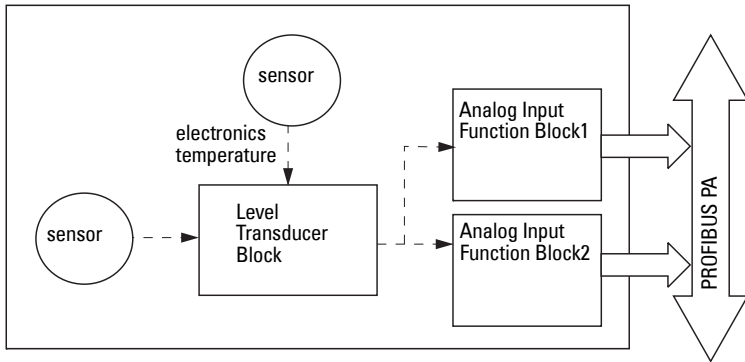 sensor
electronics
temperature
sensor
Level
Transducer
Block
Analog Input
Function Block1
Analog Input
Function Block2
PROFIBUS PA